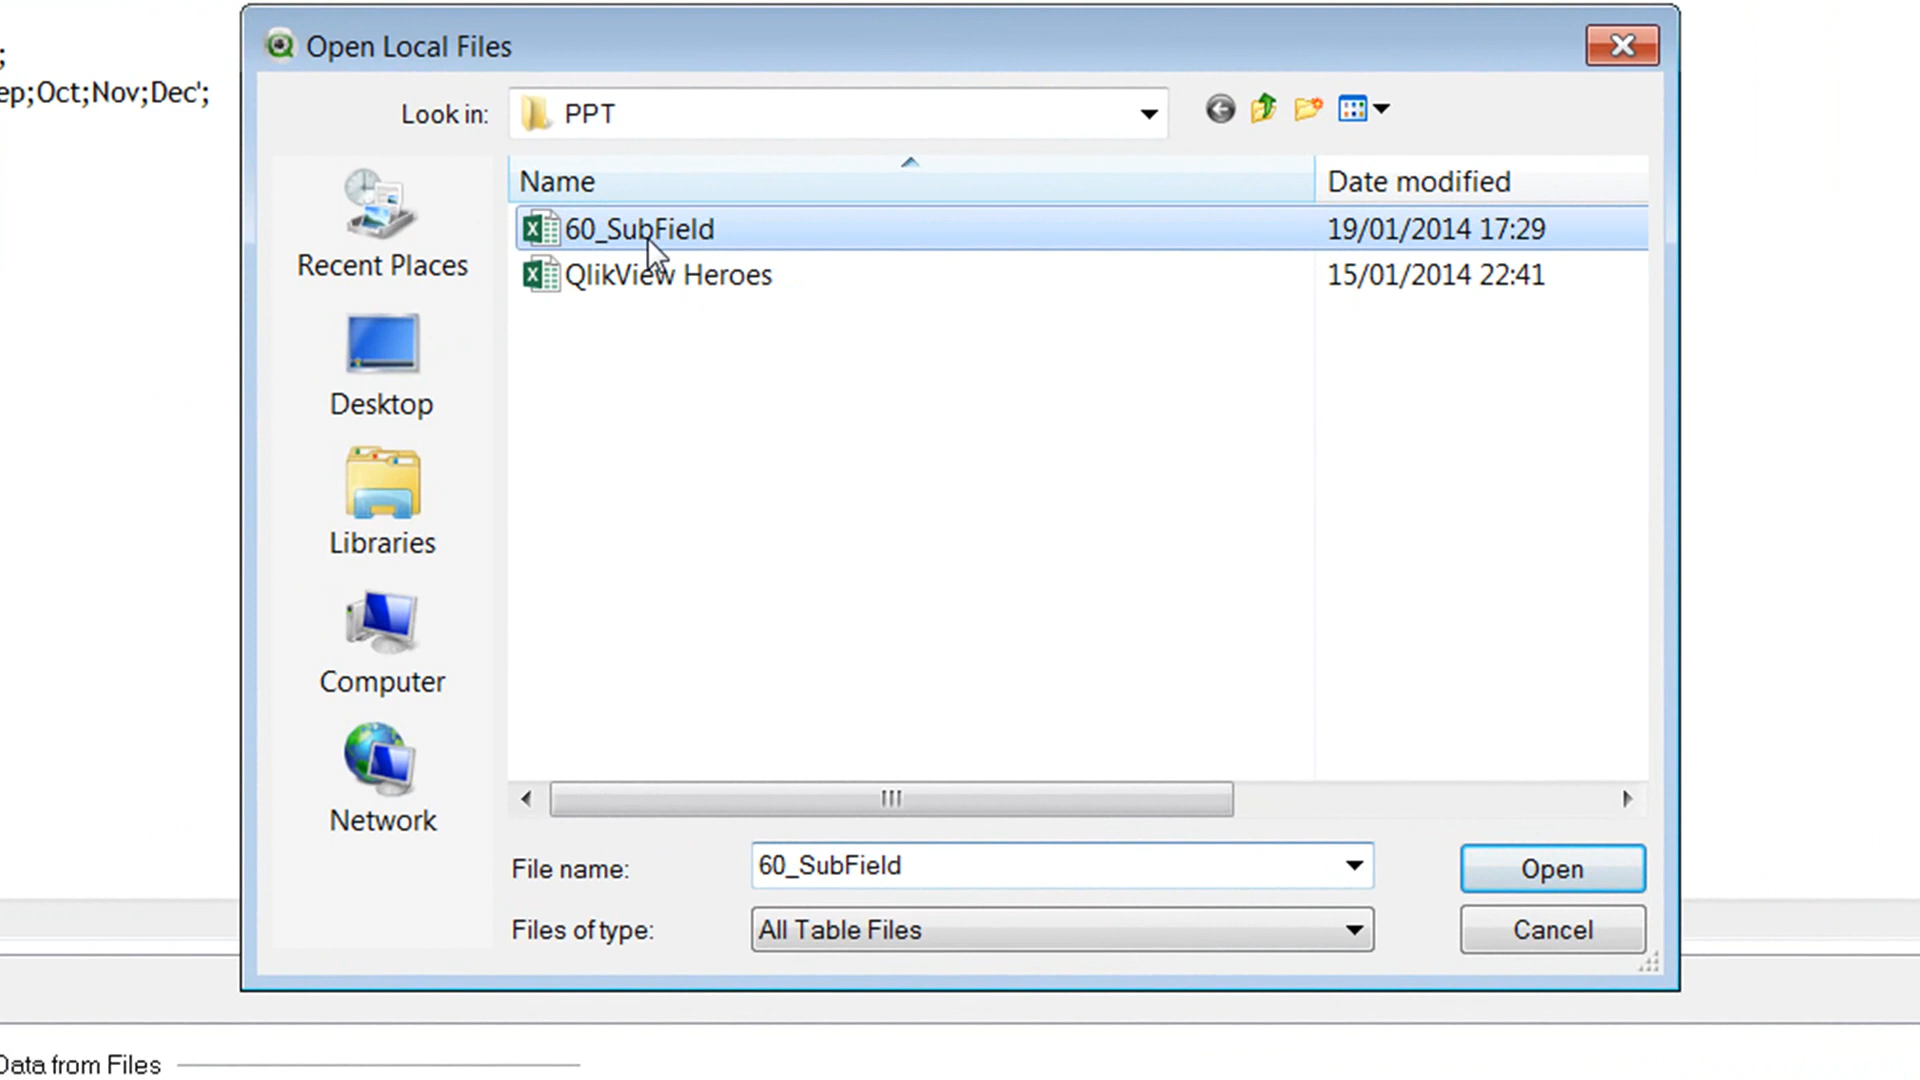 Open Local Files
;
ep;Oct;Nov;Dec';
Look in: PPT
Name Date modified
60_SubField 19/01/2014 17:29
QlikView Heroes 15/01/2014 22:41
Recent Places
Desktop
Libraries
Computer
Network
File name: 60_SubField Open
Files of type: All Table Files Cancel
Data from Files